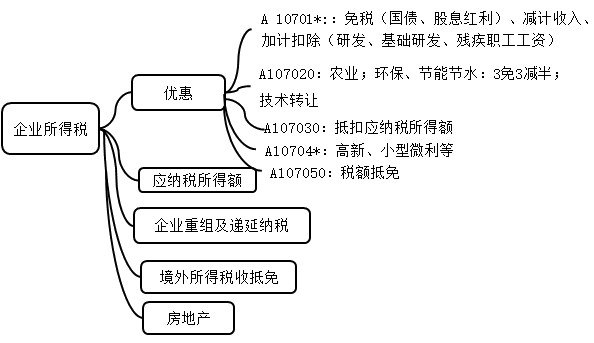 A 10701*:：免税（国债、股息红利）、减计收入、
加计扣除（研发、基础研发、残疾职工工资）
优惠
A107020：农业；环保、节能节水：3免3减半；
技术转让
企业所得税
A107030：抵扣应纳税所得额
A10704*：高新、小型微利等
A107050：税额抵免
应纳税所得额
企业重组及递延纳税
境外所得税收抵免
房地产